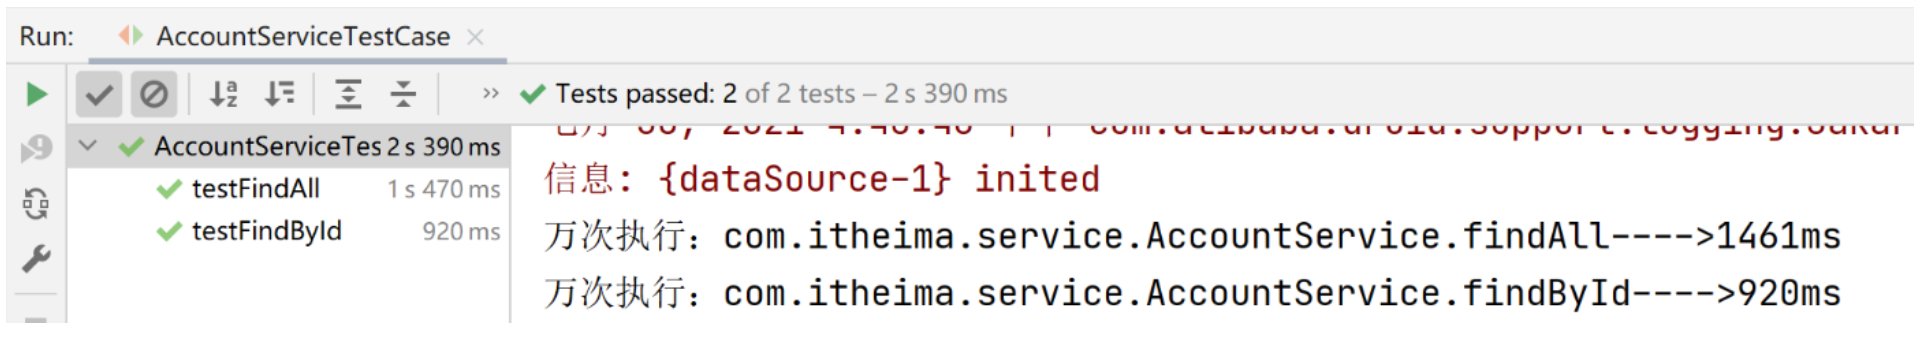 Run: AccountServiceTestCase
Tests passed: 2 of 2 tests – 2 s 390 ms
AccountServiceTes 2 s 390 ms
testFindAll 1 s 470 ms
testFindById 920 ms
信息: {dataSource-1} inited
万次执行：com.itheima.service.AccountService.findAll---->1461ms
万次执行：com.itheima.service.AccountService.findById---->920ms